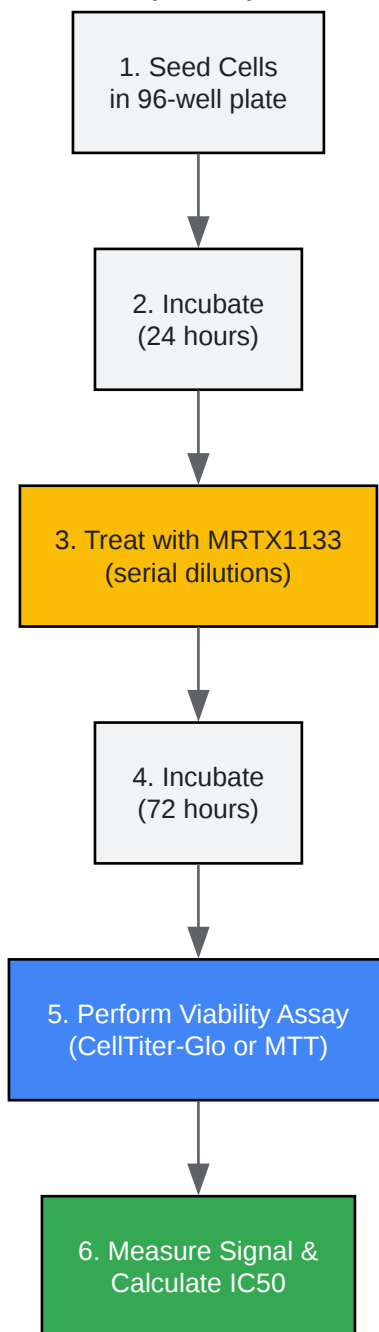 1. Seed Cells
in 96-well plate
2. Incubate
(24 hours)
3. Treat with MRTX1133
(serial dilutions)
4. Incubate
(72 hours)
5. Perform Viability Assay
(CellTiter-Glo or MTT)
6. Measure Signal &
Calculate IC50